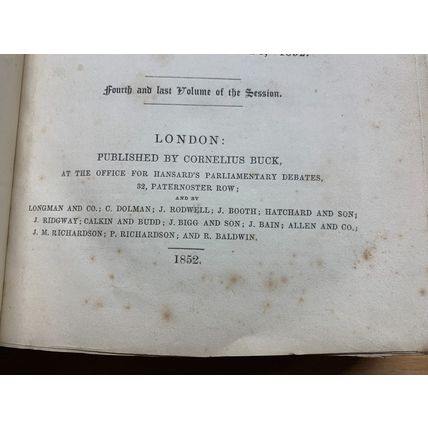 1852.
Fourth and last Volume of the Session.
LONDON:
PUBLISHED BY CORNELIUS BUCK,
AT THE OFFICE FOR HANSARD'S PARLIAMENTARY DEBATES,
32, PATERNOSTER ROW;
AND BY
LONGMAN AND CO.; C. DOLMAN; J. RODWELL; J. BOOTH; HATCHARD AND SON;
J. RIDGWAY; CALKIN AND BUDD; J. BIGG AND SON; J. BAIN; ALLEN AND CO.;
J. M. RICHARDSON; P. RICHARDSON; AND R. BALDWIN.
1852.